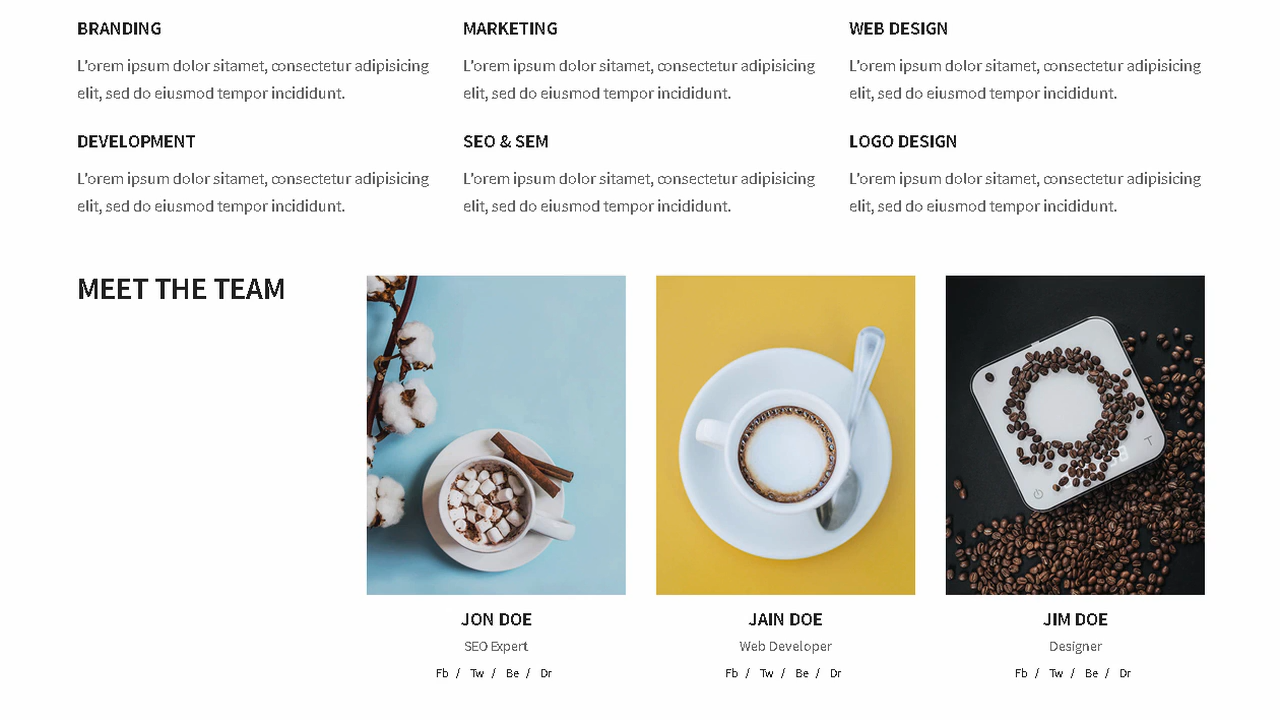 BRANDING
L'orem ipsum dolor sitamet, consectetur adipisicing
elit, sed do eiusmod tempor incididunt.
MARKETING
L'orem ipsum dolor sitamet, consectetur adipisicing
elit, sed do eiusmod tempor incididunt.
WEB DESIGN
L'orem ipsum dolor sitamet, consectetur adipisicing
elit, sed do eiusmod tempor incididunt.
DEVELOPMENT
L'orem ipsum dolor sitamet, consectetur adipisicing
elit, sed do eiusmod tempor incididunt.
SEO & SEM
L'orem ipsum dolor sitamet, consectetur adipisicing
elit, sed do eiusmod tempor incididunt.
LOGO DESIGN
L'orem ipsum dolor sitamet, consectetur adipisicing
elit, sed do eiusmod tempor incididunt.
MEET THE TEAM
JON DOE
SEO Expert
Fb / Tw / Be / Dr
JAIN DOE
Web Developer
Fb / Tw / Be / Dr
T
JIM DOE
Designer
Fb / Tw / Be / Dr